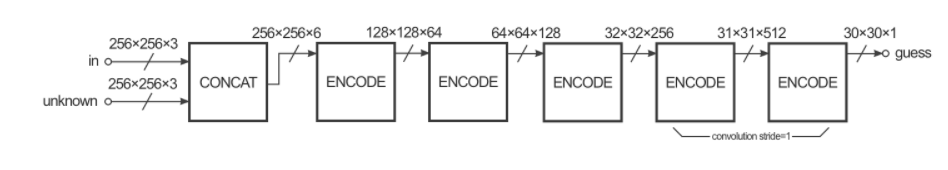 256×256×3
in
256×256×3
unknown
CONCAT
256×256×6
ENCODE
128×128×64
ENCODE
64×64×128
ENCODE
32×32×256
ENCODE
31×31×512
ENCODE
30×30×1
guess
convolution stride=1